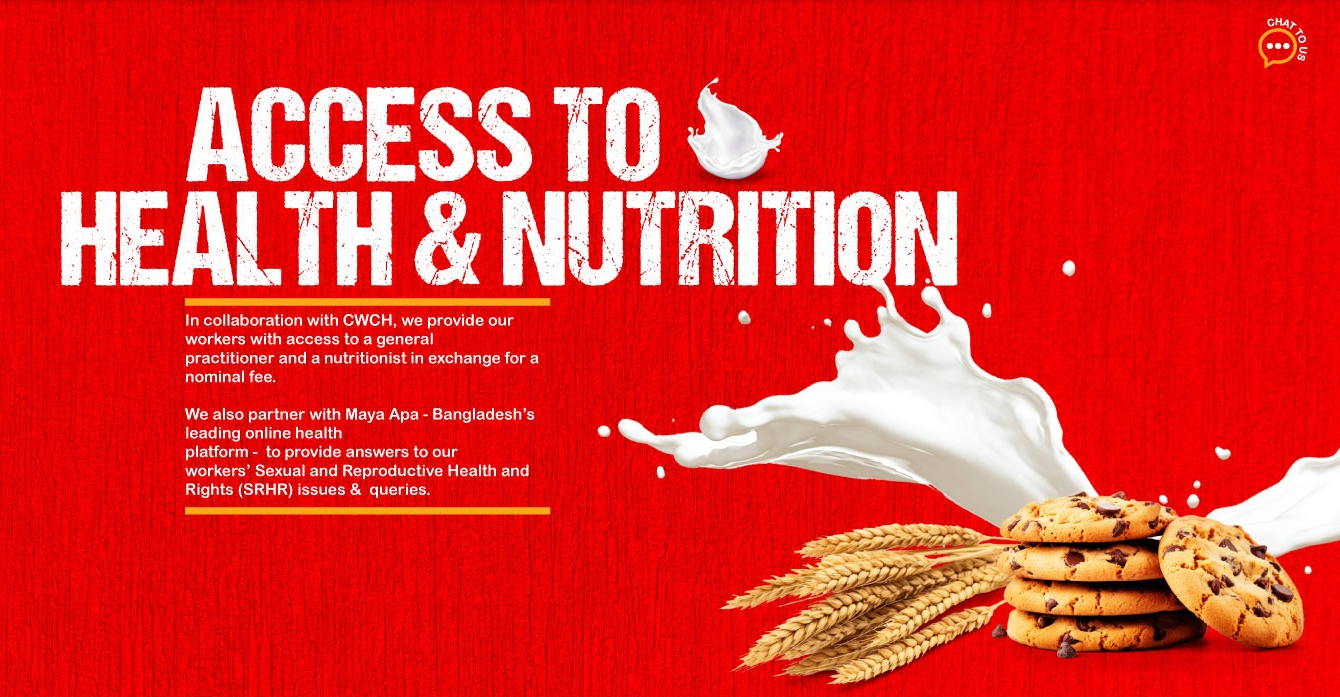 CHAT TO US
ACCESS TO
HEALTH & NUTRITION
In collaboration with CWCH, we provide our
workers with access to a general
practitioner and a nutritionist in exchange for a
nominal fee.
We also partner with Maya Apa - Bangladesh's
leading online health
platform -  to provide answers to our
workers' Sexual and Reproductive Health and
Rights (SRHR) issues &  queries.